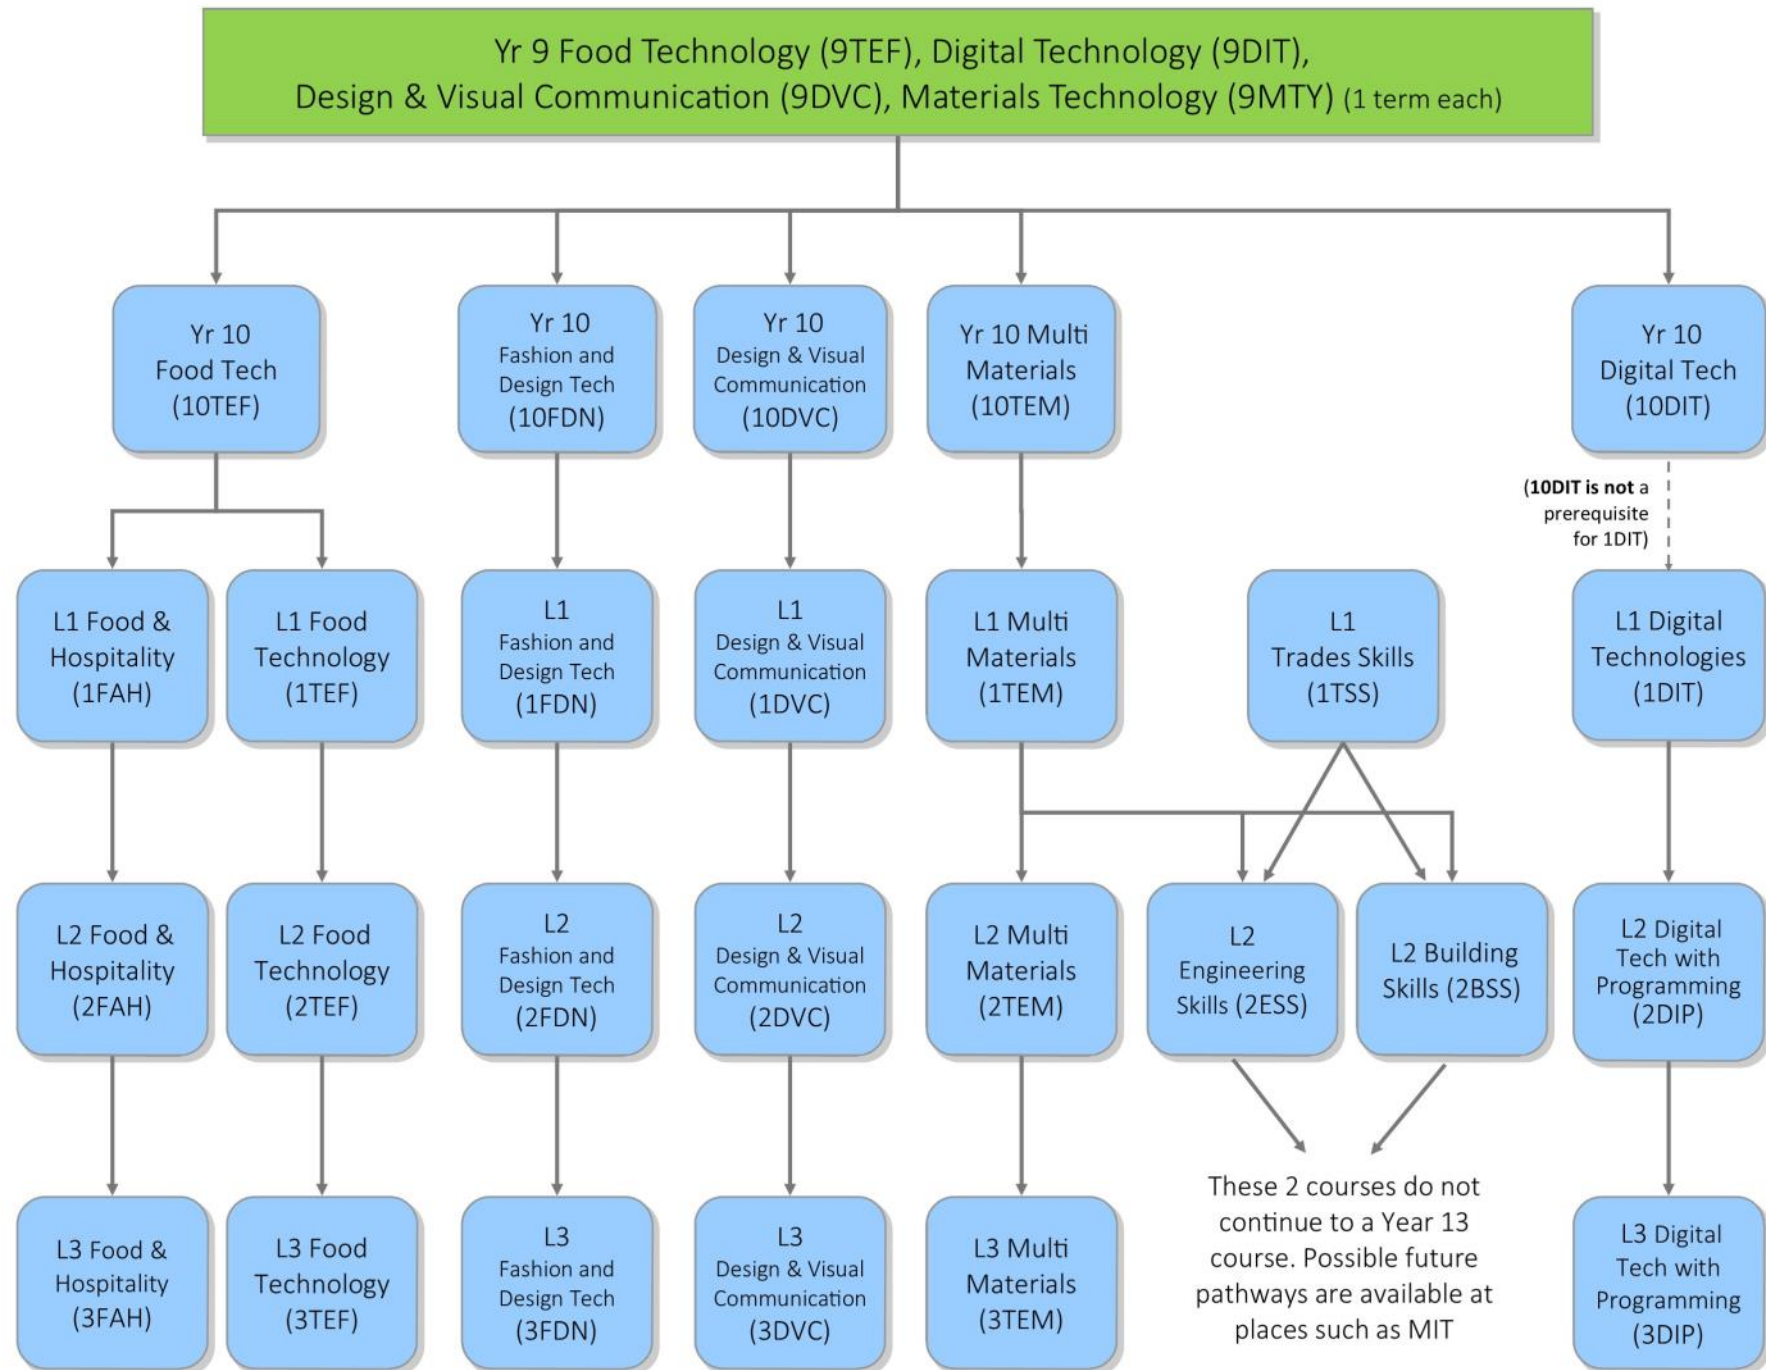 Yr 9 Food Technology (9TEF), Digital Technology (9DIT),
Design & Visual Communication (9DVC), Materials Technology (9MTY) (1 term each)
Yr 10
Food Tech
(10TEF)
Yr 10
Fashion and
Design Tech
(10FDN)
Yr 10
Design & Visual
Communication
(10DVC)
Yr 10 Multi
Materials
(10TEM)
Yr 10
Digital Tech
(10DIT)
(10DIT is not a
prerequisite
for 1DIT)
L1 Food &
Hospitality
(1FAH)
L1 Food
Technology
(1TEF)
L1
Fashion and
Design Tech
(1FDN)
L1
Design & Visual
Communication
(1DVC)
L1 Multi
Materials
(1TEM)
L1
Trades Skills
(1TSS)
L1 Digital
Technologies
(1DIT)
L2 Food &
Hospitality
(2FAH)
L2 Food
Technology
(2TEF)
L2
Fashion and
Design Tech
(2FDN)
L2
Design & Visual
Communication
(2DVC)
L2 Multi
Materials
(2TEM)
L2
Engineering
Skills (2ESS)
L2 Building
Skills (2BSS)
L2 Digital
Tech with
Programming
(2DIP)
L3 Food &
Hospitality
(3FAH)
L3 Food
Technology
(3TEF)
L3
Fashion and
Design Tech
(3FDN)
L3
Design & Visual
Communication
(3DVC)
L3 Multi
Materials
(3TEM)
These 2 courses do not
continue to a Year 13
course. Possible future
pathways are available at
places such as MIT
L3 Digital
Tech with
Programming
(3DIP)